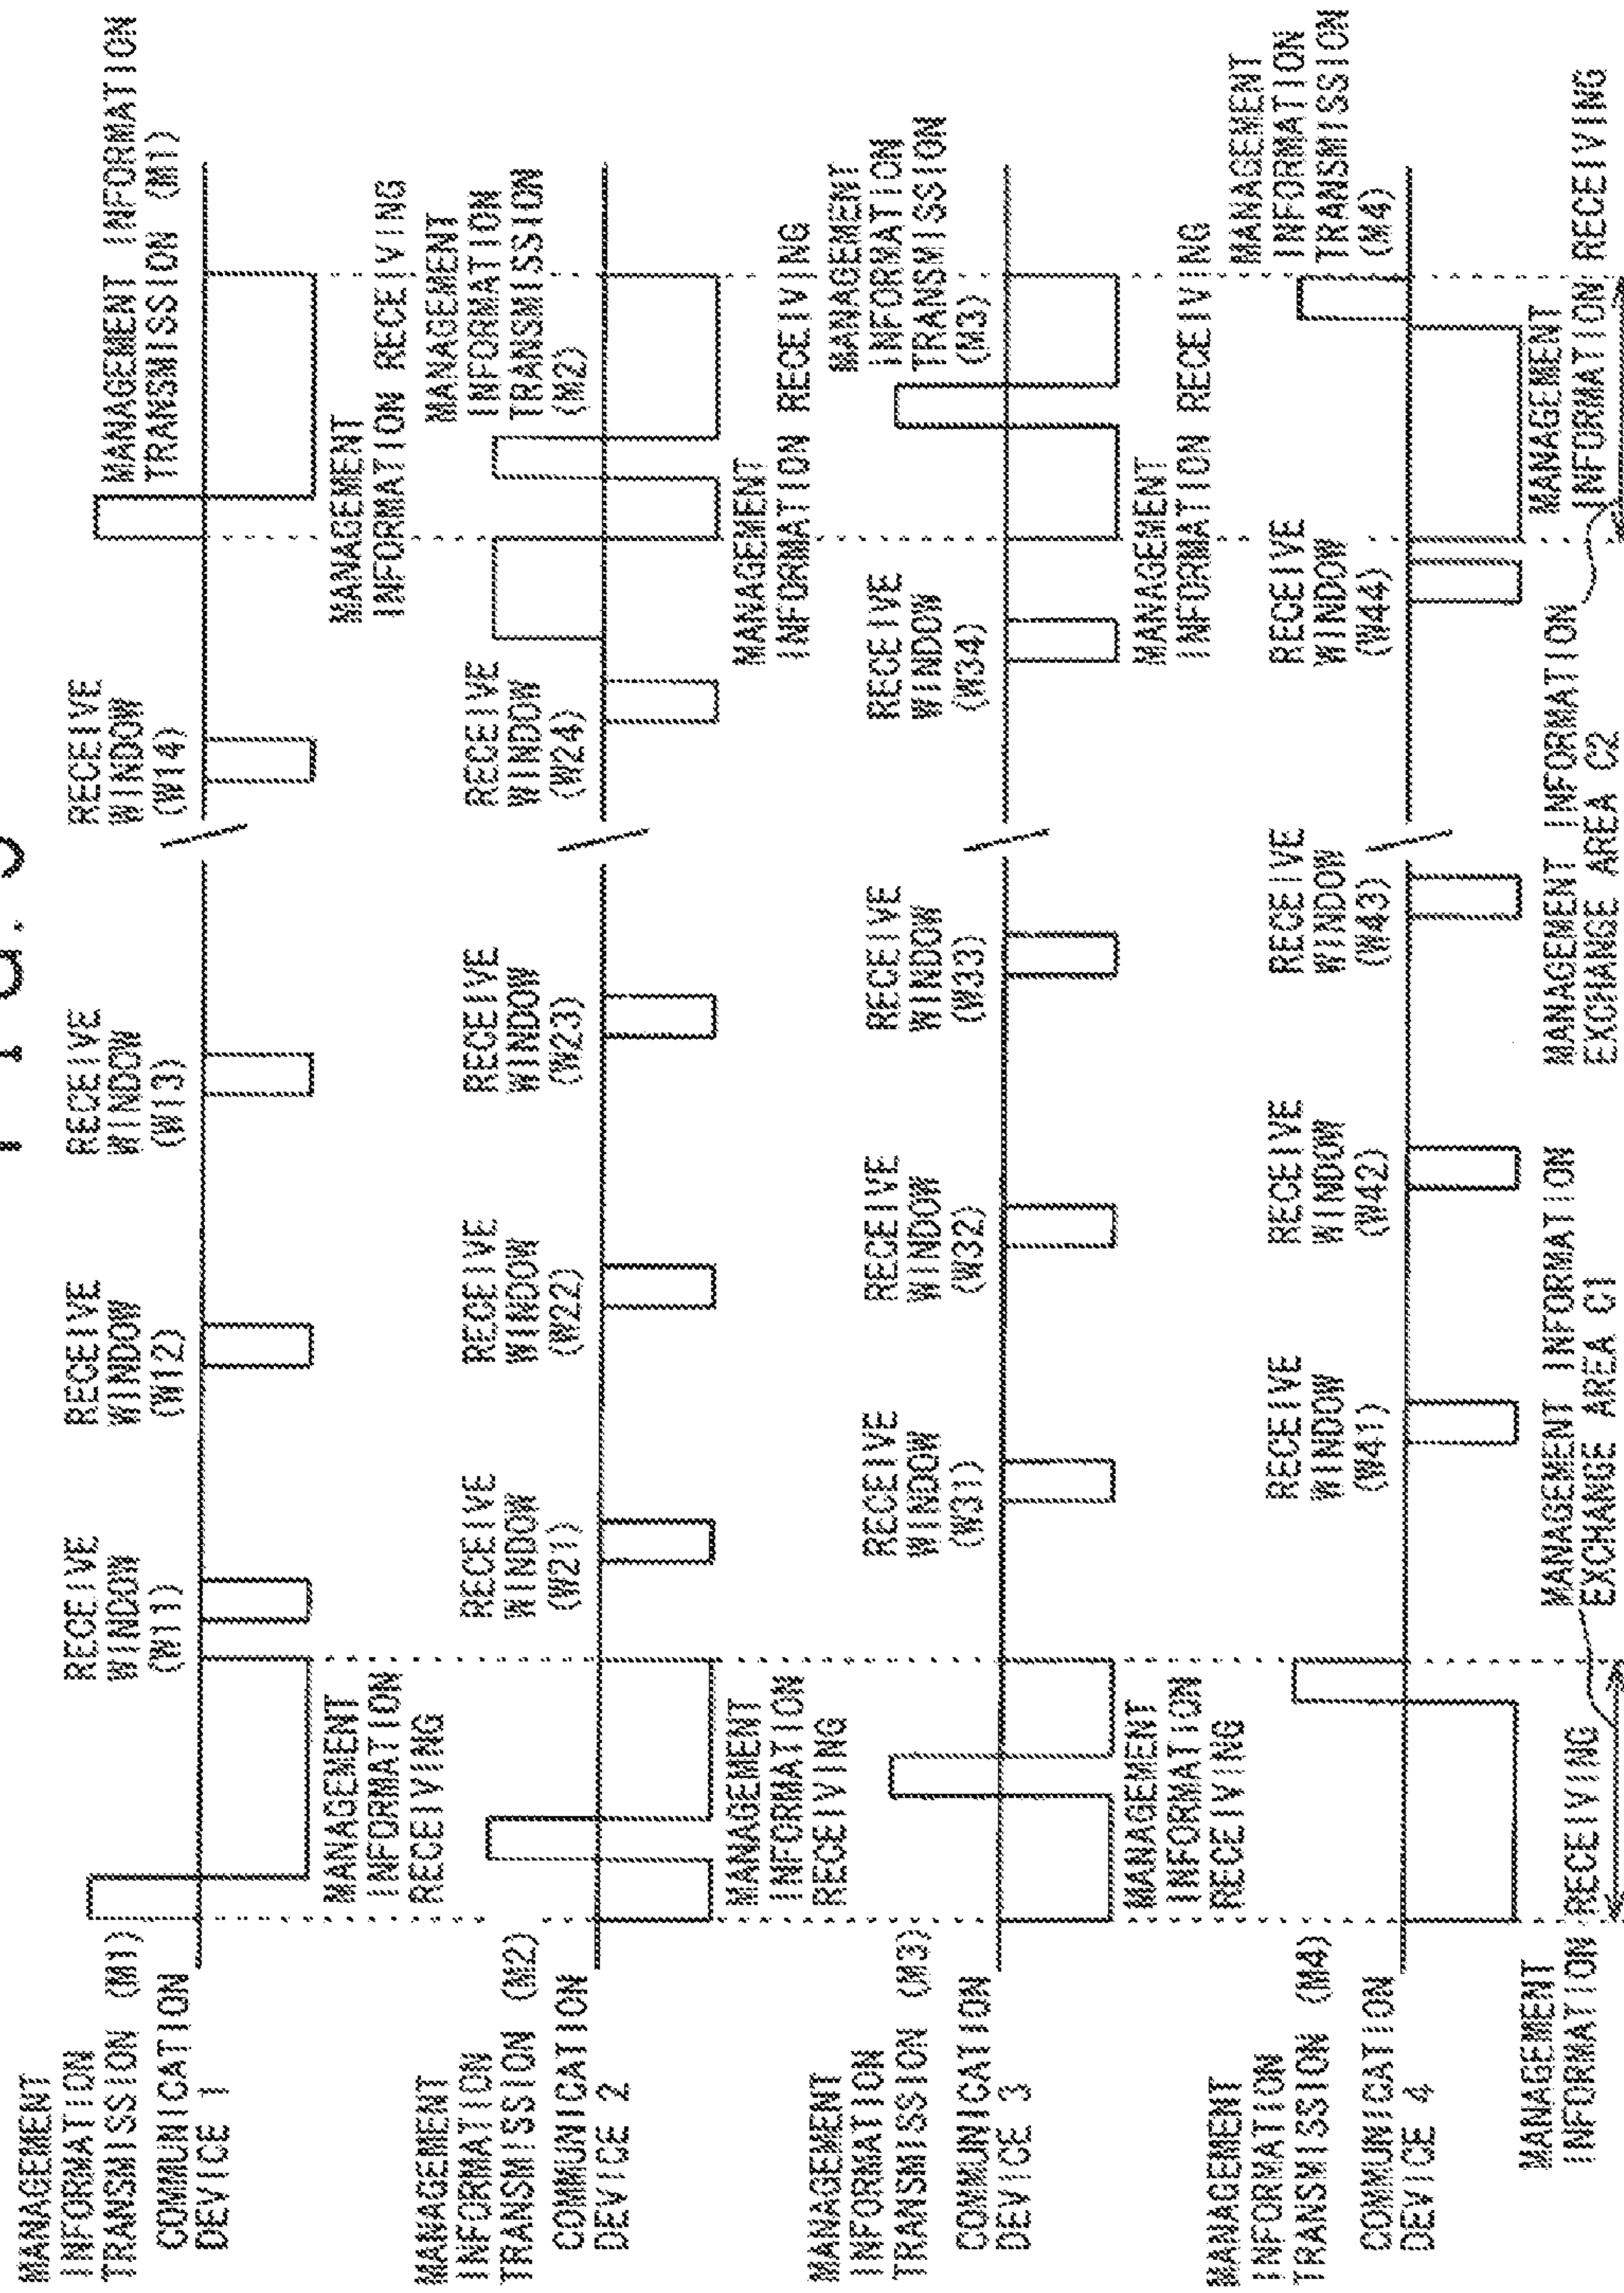 MANAGEMENT
INFORMATION
TRANSMISSION (M1)
COMMUNICATION
DEVICE 1
RECEIVE
WINDOW
(W11)
RECEIVE
WINDOW
(W12)
RECEIVE
WINDOW
(W13)
RECEIVE
WINDOW
(W14)
MANAGEMENT INFORMATION
TRANSMISSION (M1)
MANAGEMENT
INFORMATION
RECEIVING
MANAGEMENT
INFORMATION RECEIVING
MANAGEMENT
INFORMATION
TRANSMISSION (M2)
COMMUNICATION
DEVICE 2
RECEIVE
WINDOW
(W21)
RECEIVE
WINDOW
(W22)
RECEIVE
WINDOW
(W23)
RECEIVE
WINDOW
(W24)
MANAGEMENT
INFORMATION
TRANSMISSION
(M2)
MANAGEMENT
INFORMATION
RECEIVING
MANAGEMENT
INFORMATION RECEIVING
MANAGEMENT
INFORMATION
TRANSMISSION (M3)
COMMUNICATION
DEVICE 3
RECEIVE
WINDOW
(W31)
RECEIVE
WINDOW
(W32)
RECEIVE
WINDOW
(W33)
RECEIVE
WINDOW
(W34)
MANAGEMENT
INFORMATION
TRANSMISSION
(M3)
MANAGEMENT
INFORMATION
RECEIVING
MANAGEMENT
INFORMATION RECEIVING
MANAGEMENT
INFORMATION
TRANSMISSION (M4)
COMMUNICATION
DEVICE 4
RECEIVE
WINDOW
(W41)
RECEIVE
WINDOW
(W42)
RECEIVE
WINDOW
(W43)
RECEIVE
WINDOW
(W44)
MANAGEMENT
INFORMATION
TRANSMISSION
(M4)
MANAGEMENT
INFORMATION RECEIVING
MANAGEMENT INFORMATION
EXCHANGE AREA C1
MANAGEMENT INFORMATION
EXCHANGE AREA C2
MANAGEMENT
INFORMATION RECEIVING